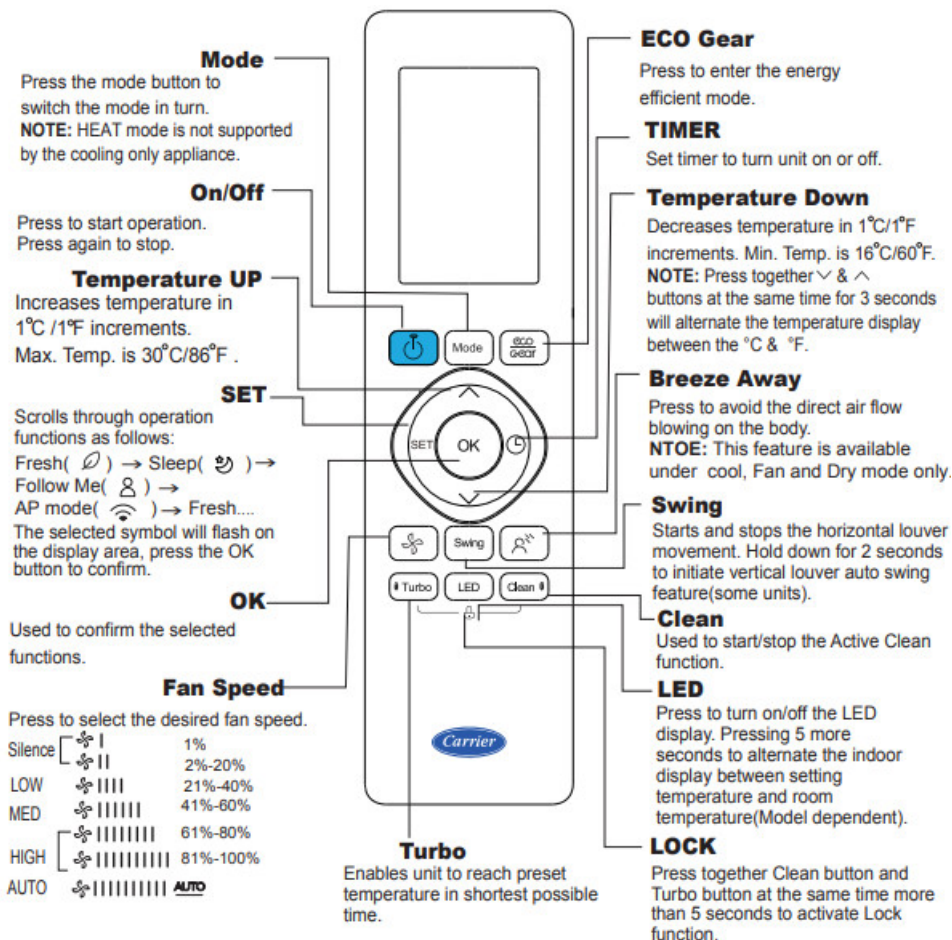 Mode
Press the mode button to
switch the mode in turn.
NOTE: HEAT mode is not supported
by the cooling only appliance.
On/Off
Press to start operation.
Press again to stop.
Temperature UP
Increases temperature in
1°C /1°F increments.
Max. Temp. is 30°C/86°F .
SET
Scrolls through operation
functions as follows:
Fresh( ) → Sleep( ) →
Follow Me( ) →
AP mode( ) → Fresh....
The selected symbol will flash on
the display area, press the OK
button to confirm.
OK
Used to confirm the selected
functions.
Fan Speed
Press to select the desired fan speed.
Silence 1%
2%-20%
LOW 21%-40%
MED 41%-60%
61%-80%
HIGH 81%-100%
AUTO AUTO
Mode
eco
Gear
SET
OK
Swing
Turbo
LED
Clean
Carrier
Turbo
Enables unit to reach preset
temperature in shortest possible
time.
ECO Gear
Press to enter the energy
efficient mode.
TIMER
Set timer to turn unit on or off.
Temperature Down
Decreases temperature in 1°C/1°F
increments. Min. Temp. is 16°C/60°F.
NOTE: Press together ∨ & ∧
buttons at the same time for 3 seconds
will alternate the temperature display
between the °C & °F.
Breeze Away
Press to avoid the direct air flow
blowing on the body.
NTOE: This feature is available
under cool, Fan and Dry mode only.
Swing
Starts and stops the horizontal louver
movement. Hold down for 2 seconds
to initiate vertical louver auto swing
feature(some units).
Clean
Used to start/stop the Active Clean
function.
LED
Press to turn on/off the LED
display. Pressing 5 more
seconds to alternate the indoor
display between setting
temperature and room
temperature(Model dependent).
LOCK
Press together Clean button and
Turbo button at the same time more
than 5 seconds to activate Lock
function.